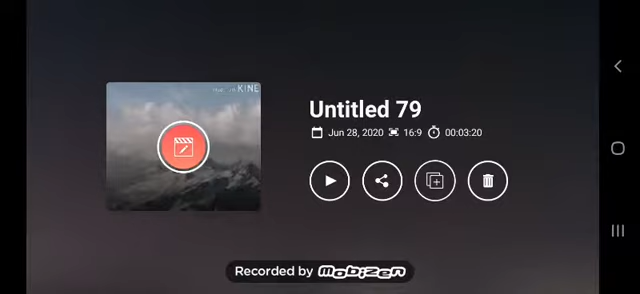 KINE
Untitled 79
Jun 28, 2020 16:9 00:03:20
Recorded by Mobizen